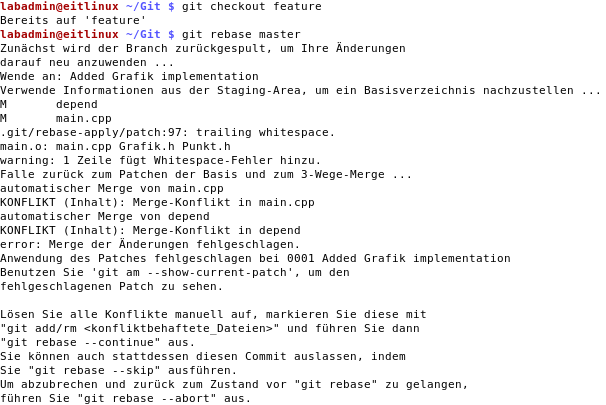 labadmin@eitlinux ~/Git $ git checkout feature
Bereits auf 'feature'
labadmin@eitlinux ~/Git $ git rebase master
Zunächst wird der Branch zurückgespult, um Ihre Änderungen
darauf neu anzuwenden ...
Wende an: Added Grafik implementation
Verwende Informationen aus der Staging-Area, um ein Basisverzeichnis nachzustellen ...
M       depend
M       main.cpp
.git/rebase-apply/patch:97: trailing whitespace.
main.o: main.cpp Grafik.h Punkt.h
warning: 1 Zeile fügt Whitespace-Fehler hinzu.
Falle zurück zum Patchen der Basis und zum 3-Wege-Merge ...
automatischer Merge von main.cpp
KONFLIKT (Inhalt): Merge-Konflikt in main.cpp
automatischer Merge von depend
KONFLIKT (Inhalt): Merge-Konflikt in depend
error: Merge der Änderungen fehlgeschlagen.
Anwendung des Patches fehlgeschlagen bei 0001 Added Grafik implementation
Benutzen Sie 'git am --show-current-patch', um den
fehlgeschlagenen Patch zu sehen.

Lösen Sie alle Konflikte manuell auf, markieren Sie diese mit
"git add/rm <konfliktbehaftete_Dateien>" und führen Sie dann
"git rebase --continue" aus.
Sie können auch stattdessen diesen Commit auslassen, indem
Sie "git rebase --skip" ausführen.
Um abzubrechen und zurück zum Zustand vor "git rebase" zu gelangen,
führen Sie "git rebase --abort" aus.